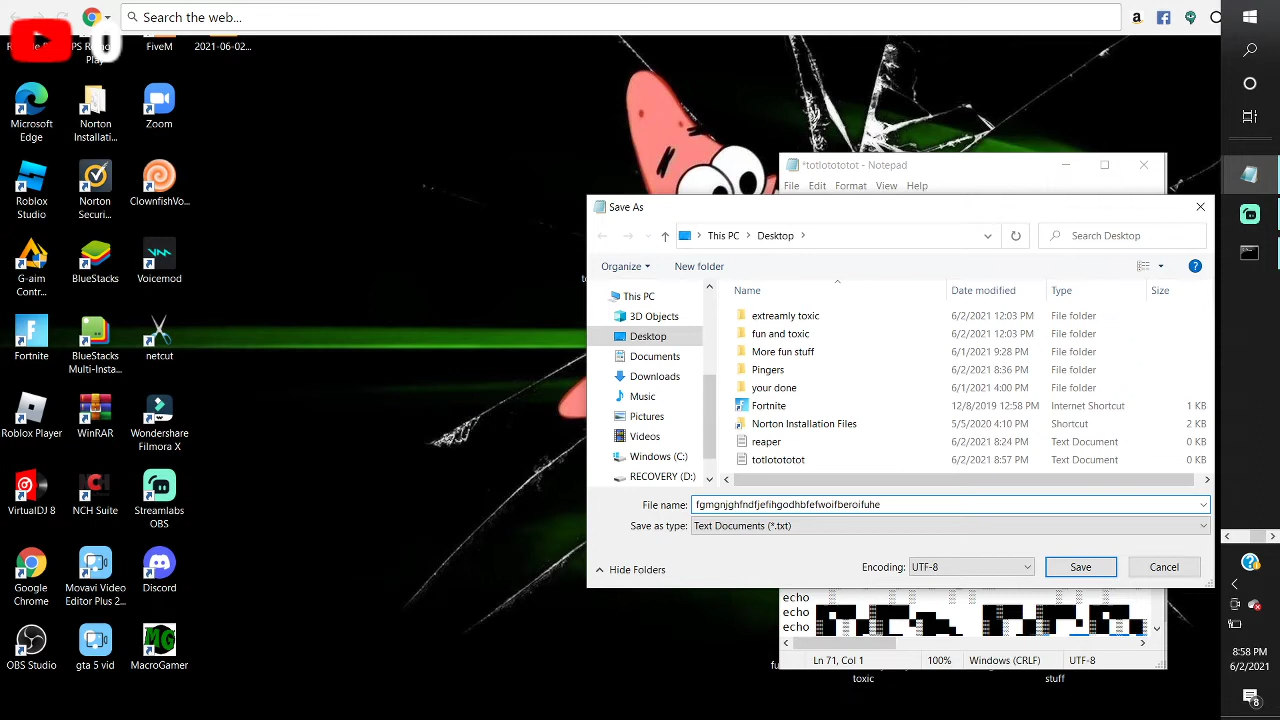 Search the web...
FiveM
2021-06-02...
Play
0
Microsoft Edge
Norton Installati...
Zoom
Roblox Studio
Norton Securi...
ClownfishVo...
G-aim Contr...
BlueStacks
Voicemod
Fortnite
BlueStacks Multi-Insta...
netcut
Roblox Player
WinRAR
Wondershare Filmora X
VirtualDJ 8
NCH Suite
Streamlabs OBS
Google Chrome
Movavi Video Editor Plus 2...
Discord
OBS Studio
gta 5 vid
MacroGamer
*totlotototot - Notepad
File Edit Format View Help
Save As
This PC Desktop
Search Desktop
Organize New folder
This PC
3D Objects
Desktop
Documents
Downloads
Music
Pictures
Videos
Windows (C:)
RECOVERY (D:)
Name Date modified Type Size
extreamly toxic 6/2/2021 12:03 PM File folder
fun and toxic 6/2/2021 12:03 PM File folder
More fun stuff 6/1/2021 9:28 PM File folder
Pingers 6/2/2021 8:36 PM File folder
your done 6/1/2021 4:00 PM File folder
Fortnite 12/8/2019 12:58 PM Internet Shortcut 1 KB
Norton Installation Files 5/5/2020 4:10 PM Shortcut 2 KB
reaper 6/2/2021 8:24 PM Text Document 0 KB
totlotototot 6/2/2021 8:57 PM Text Document 0 KB
File name: fgmgnjghfndfjefihgodhbfefwoifberoifuhe
Save as type: Text Documents (*.txt)
Hide Folders
Encoding: UTF-8
Save Cancel
echo
echo
echo
Ln 71, Col 1 100% Windows (CRLF) UTF-8
toxic
stuff
8:58 PM
6/2/2021
8